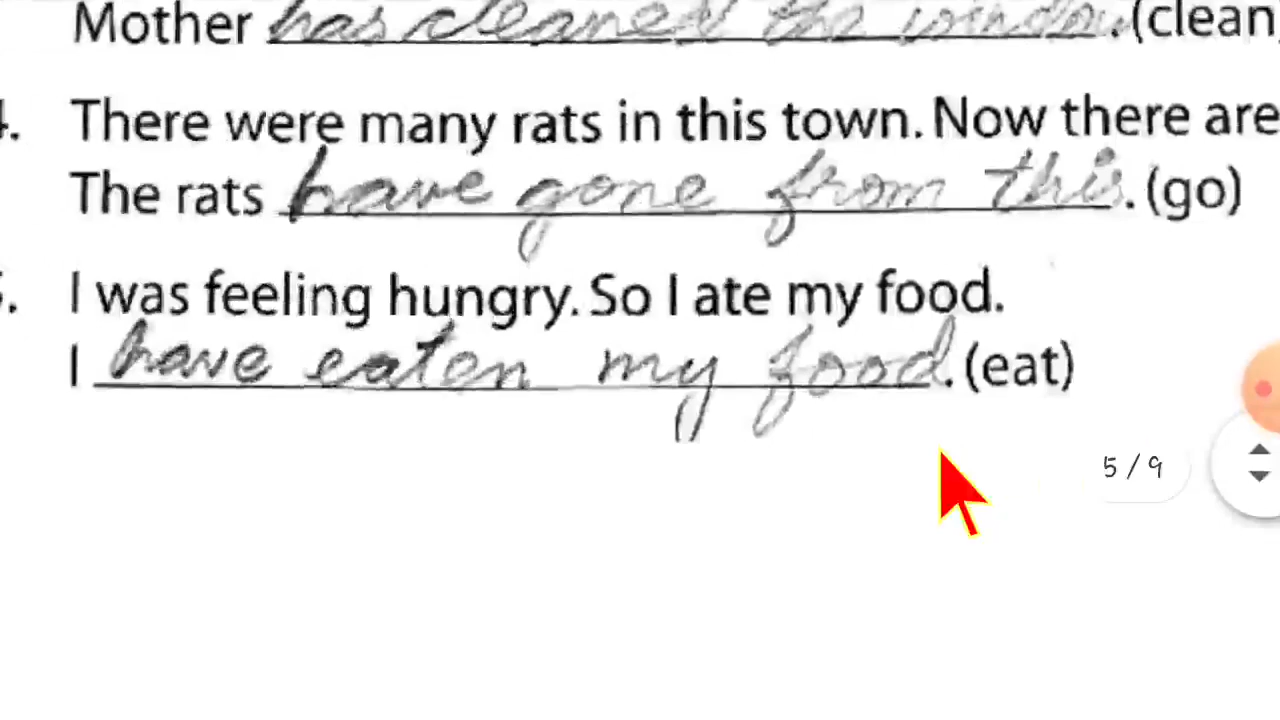 Mother has cleaned the window. (clean
4. There were many rats in this town. Now there are
The rats have gone from this. (go)
5. I was feeling hungry. So I ate my food.
I have eaten my food. (eat)
5 / 9